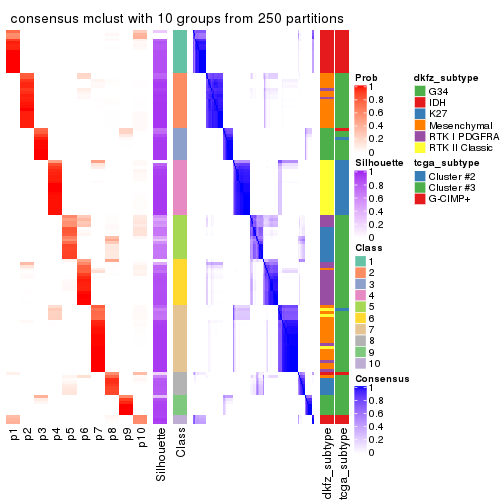 consensus mclust with 10 groups from 250 partitions
Prob
1
0.8
0.6
0.4
0.2
0
Silhouette
1
0.8
0.6
0.4
0.2
0
Class
1
2
3
4
5
6
7
8
9
10
Consensus
1
0.8
0.6
0.4
0.2
0
dkfz_subtype
G34
IDH
K27
Mesenchymal
RTK I PDGFRA
RTK II Classic
tcga_subtype
Cluster #2
Cluster #3
G-CIMP+
p1
p2
p3
p4
p5
p6
p7
p8
p9
p10
Silhouette
Class
dkfz_subtype
tcga_subtype